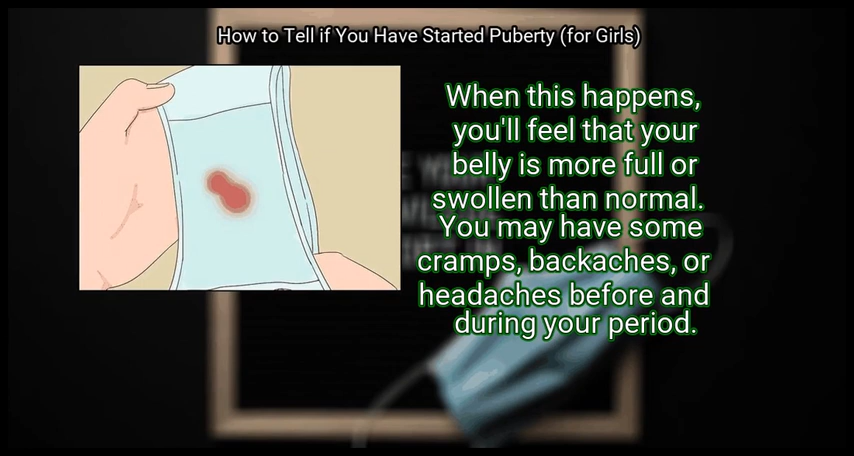 How to Tell if You Have Started Puberty (for Girls)
When this happens,
you'll feel that your
belly is more full or
swollen than normal.
You may have some
cramps, backaches, or
headaches before and
during your period.